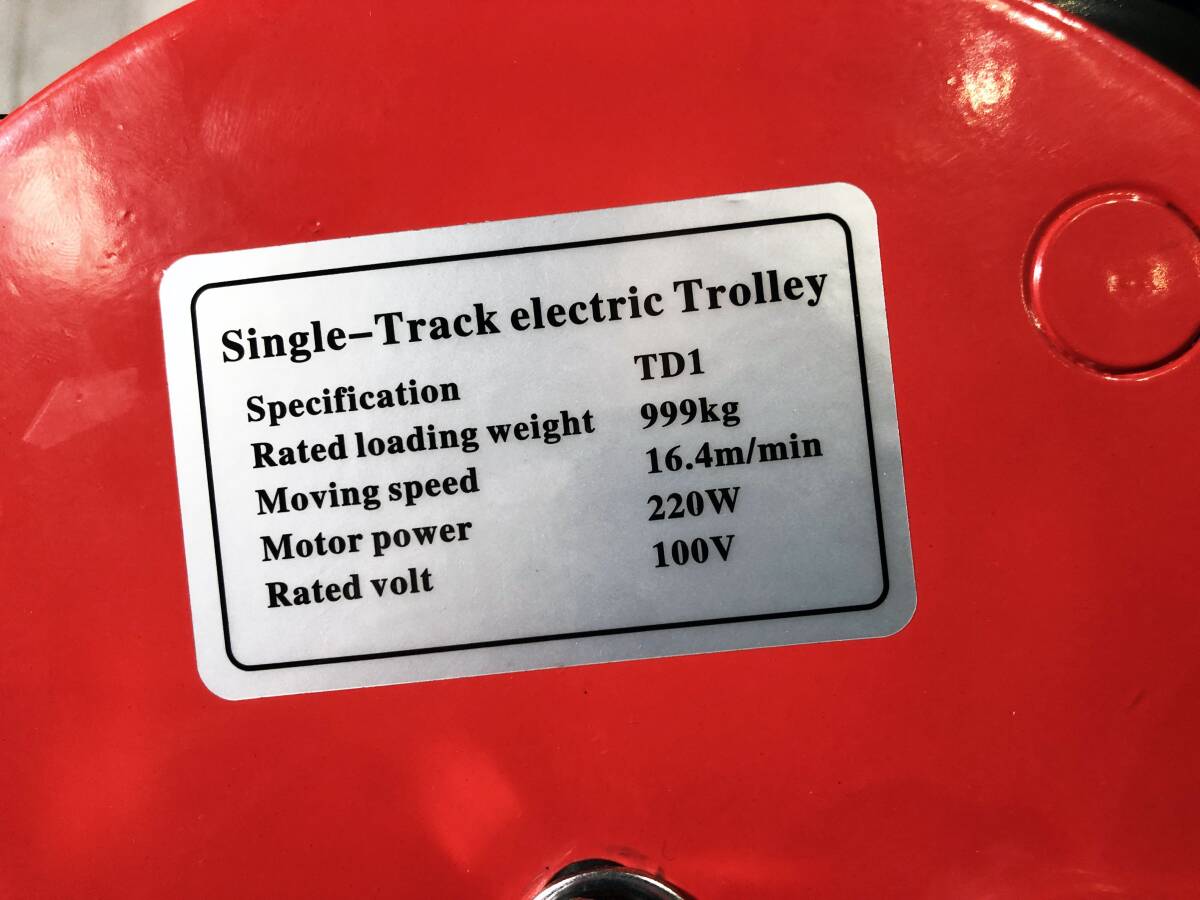 Single-Track electric Trolley
Specification TD1
Rated loading weight 999kg
Moving speed 16.4m/min
Motor power 220W
Rated volt 100V